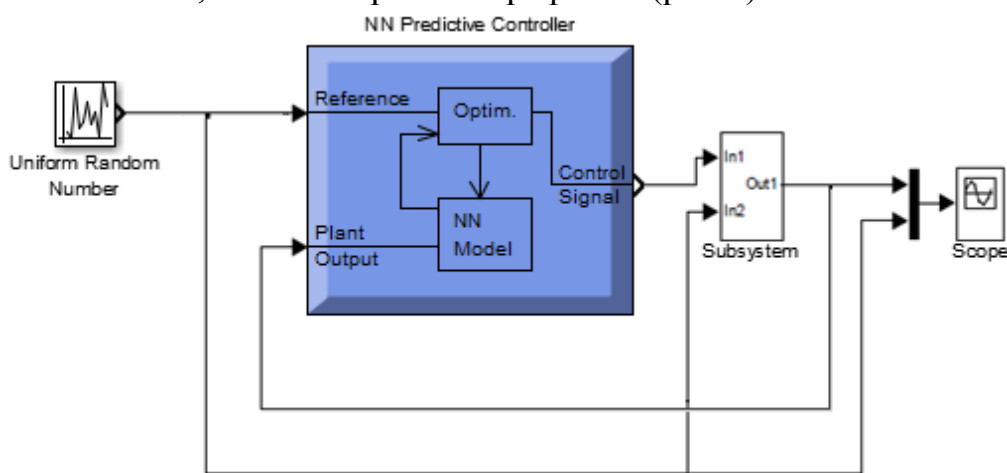 NN Predictive Controller
Uniform Random
Number
Reference
Optim.
Control
Signal
Plant
Output
NN
Model
In1
Out1
In2
Subsystem
Scope